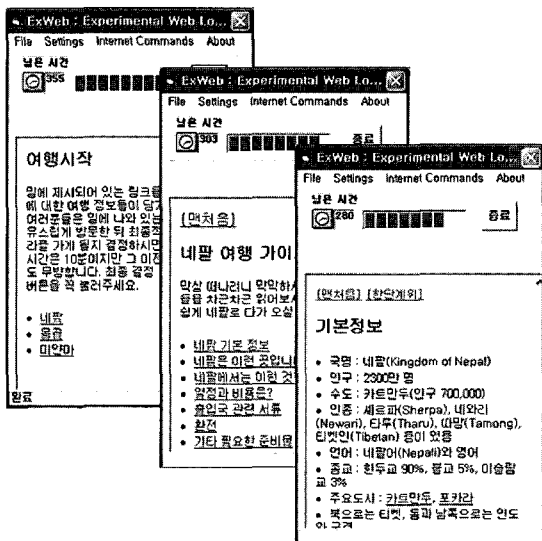 ExWeb : Experimental Web Lo...
File Settings Internet Commands About
남은 시간
355
여행시작
밑에 제시되어 있는 링크를
에 대한 여행 정보들이 담겨
여러분들은 밑에 나와 있는
유스럽게 방문한 뒤 최종적
라를 가게 될지 결정하시면
시간은 10분이지만 그 이전
도 무방합니다. 최종 결정
버튼을 꼭 눌러주세요.
• 네팔
• 몽골
• 미얀마
완료
ExWeb : Experimental Web Lo...
File Settings Internet Commands About
남은 시간
303
종료
[맨처음]
네팔 여행 가이
막상 떠나려니 막막하시
들을 차근차근 읽어보시
쉽게 네팔로 다가 오실
• 네팔 기본 정보
• 네팔은 이런 곳입니
• 네팔에서는 이런 것
• 일정과 비용은?
• 출입국 관련 서류
• 환전
• 기타 필요한 준비물
ExWeb : Experimental Web Lo...
File Settings Internet Commands About
남은 시간
280
종료
[맨처음] [한단계위]
기본정보
• 국명 : 네팔(Kingdom of Nepal)
• 인구 : 2300만 명
• 수도 : 카트만두(인구 700,000)
• 인종 : 셰르파(Sherpa), 네와리
(Newari), 타루(Tharu), 따망(Tamong),
티벳인(Tibetan) 등이 있음
• 언어 : 네팔어(Nepali)와 영어
• 종교 : 힌두교 90%, 불교 5%, 이슬람
교 3%
• 주요도시 : 카트만두, 포카라
• 북으로는 티벳, 동과 남쪽으로는 인도